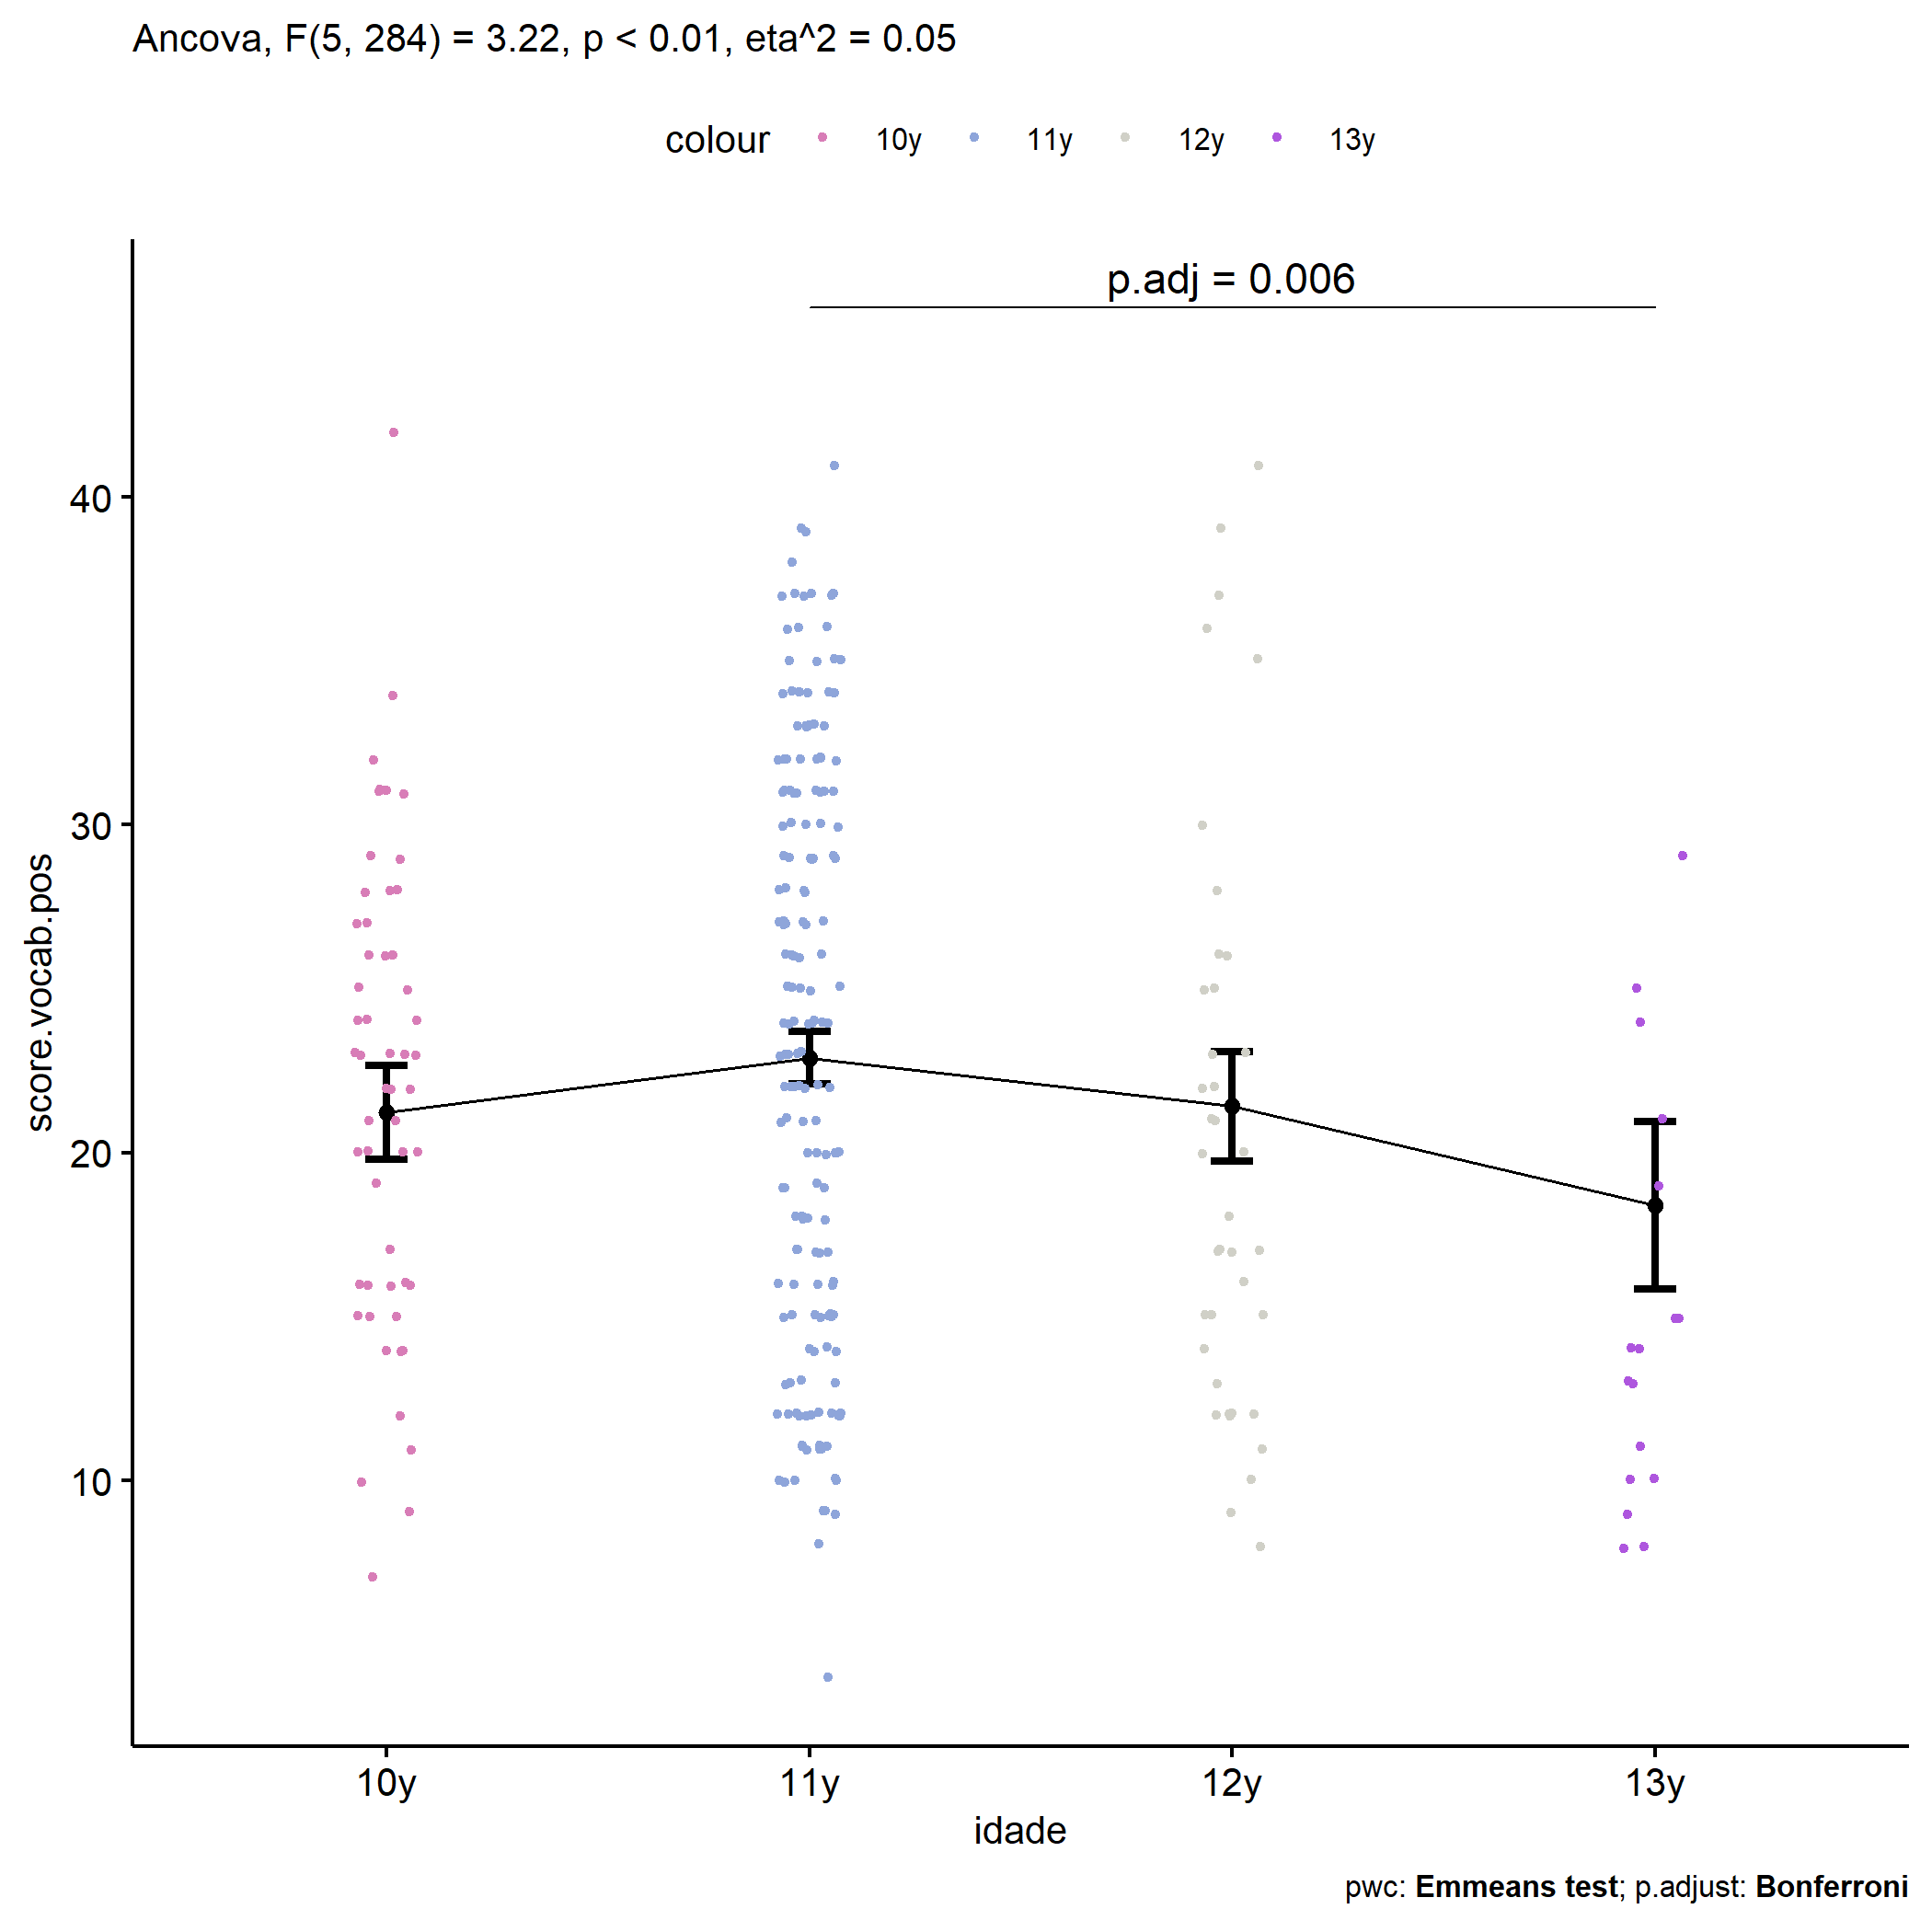 Ancova, F(5, 284) = 3.22, p < 0.01, eta^2 = 0.05
colour 10y 11y 12y 13y
p.adj = 0.006
score.vocab.pos
40
30
20
10
10y 11y 12y 13y
idade
pwc: Emmeans test; p.adjust: Bonferroni